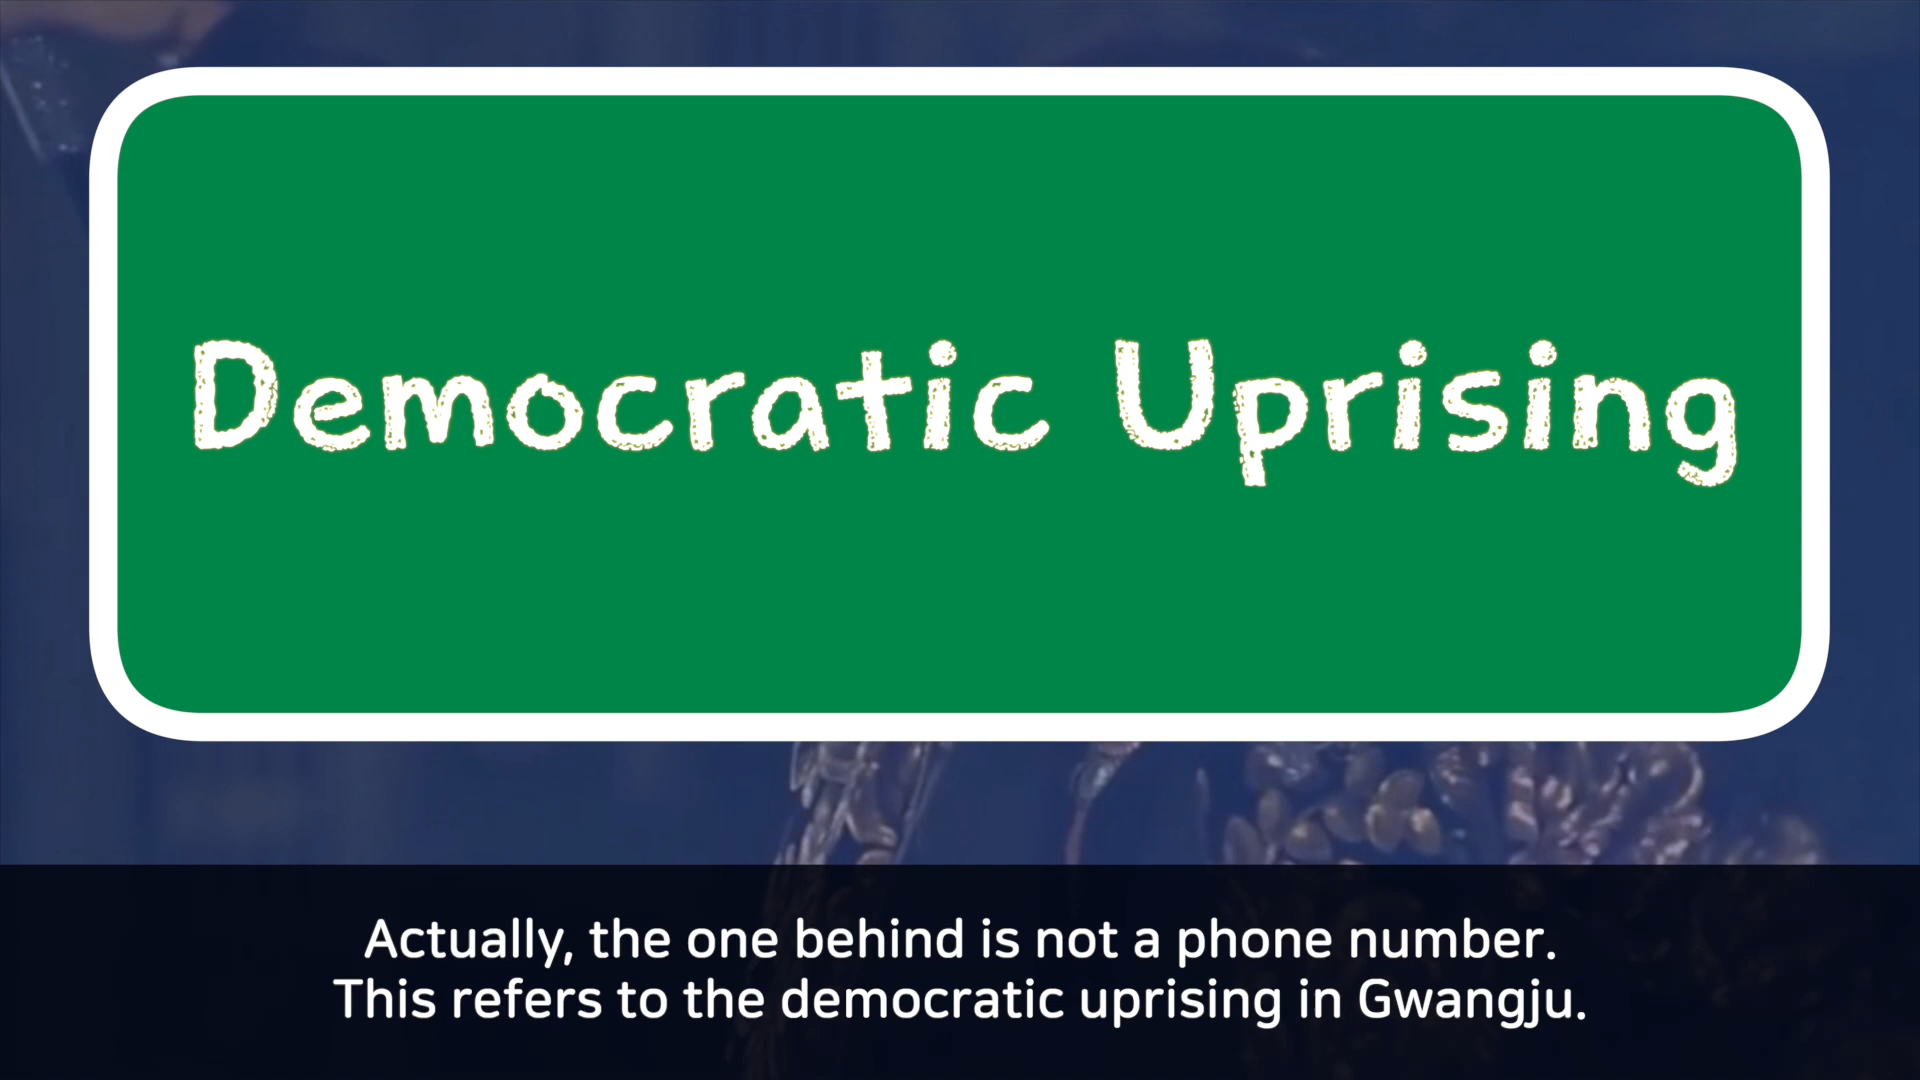 Democratic Uprising
Actually, the one behind is not a phone number.
This refers to the democratic uprising in Gwangju.